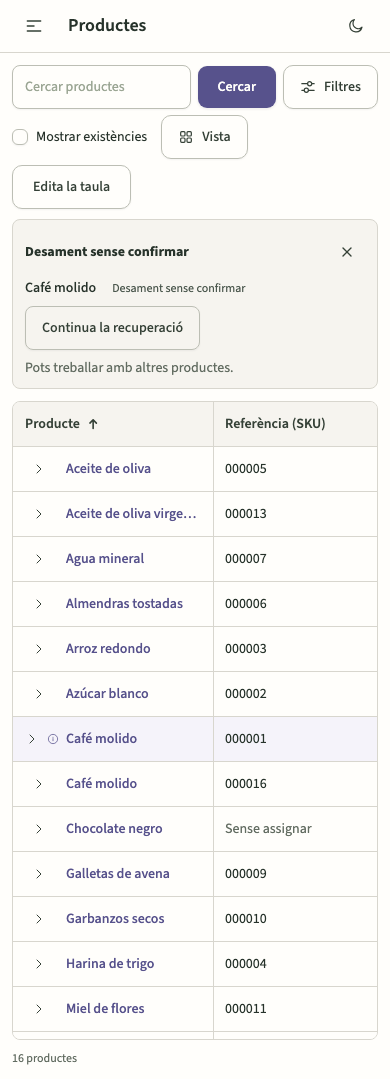 Productes
Cercar productes
Cercar
Filtres
Mostrar existències
Vista
Edita la taula
Desament sense confirmar
Café molido Desament sense confirmar
Continua la recuperació
Pots treballar amb altres productes.
Producte Referència (SKU)
Aceite de oliva 000005
Aceite de oliva virge... 000013
Agua mineral 000007
Almendras tostadas 000006
Arroz redondo 000003
Azúcar blanco 000002
Café molido 000001
Café molido 000016
Chocolate negro Sense assignar
Galletas de avena 000009
Garbanzos secos 000010
Harina de trigo 000004
Miel de flores 000011
16 productes